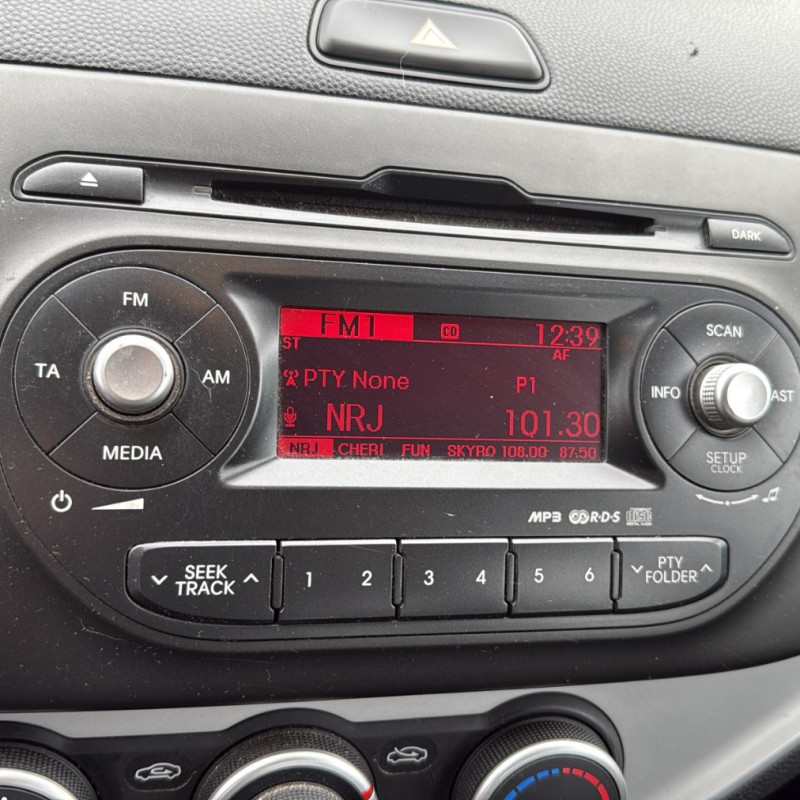 DARK
FM
TA
AM
MEDIA
FM1 CD 12:39
ST AF
PTY None P1
NRJ 101.30
NRJ CHERI FUN SKYRO 108.00 87.50
SCAN
INFO
AST
SETUP
CLOCK
MP3 R·D·S disc
SEEK
TRACK
1 2 3 4 5 6
PTY
FOLDER